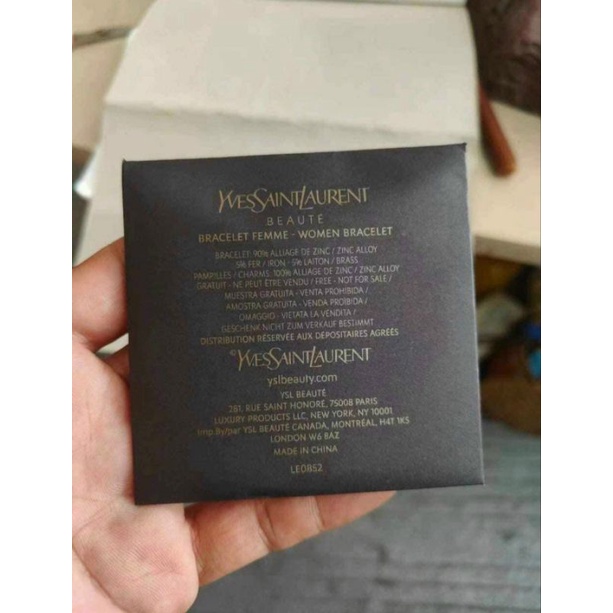 YVESSAINTLAURENT
BEAUTÉ
BRACELET FEMME - WOMEN BRACELET
BRACELET: 90% ALLIAGE DE ZINC / ZINC ALLOY
5% FER / IRON - 5% LAITON / BRASS
PAMPILLES / CHARMS: 100% ALLIAGE DE ZINC / ZINC ALLOY
GRATUIT - NE PEUT ÊTRE VENDU / FREE - NOT FOR SALE /
MUESTRA GRATUITA - VENTA PROHIBIDA /
AMOSTRA GRATUITA - VENDA PROIBIDA /
OMAGGIO - VIETATA LA VENDITA /
GESCHENK NICHT ZUM VERKAUF BESTIMMT
DISTRIBUTION RÉSERVÉE AUX DEPOSITAIRES AGRÉÉS
©YVESSAINTLAURENT
yslbeauty.com
YSL BEAUTÉ
281, RUE SAINT HONORE, 75008 PARIS
LUXURY PRODUCTS LLC, NEW YORK, NY 10001
Imp.By/par YSL BEAUTÉ CANADA, MONTRÉAL, H4T 1K5
LONDON W6 8AZ
MADE IN CHINA
LE0852